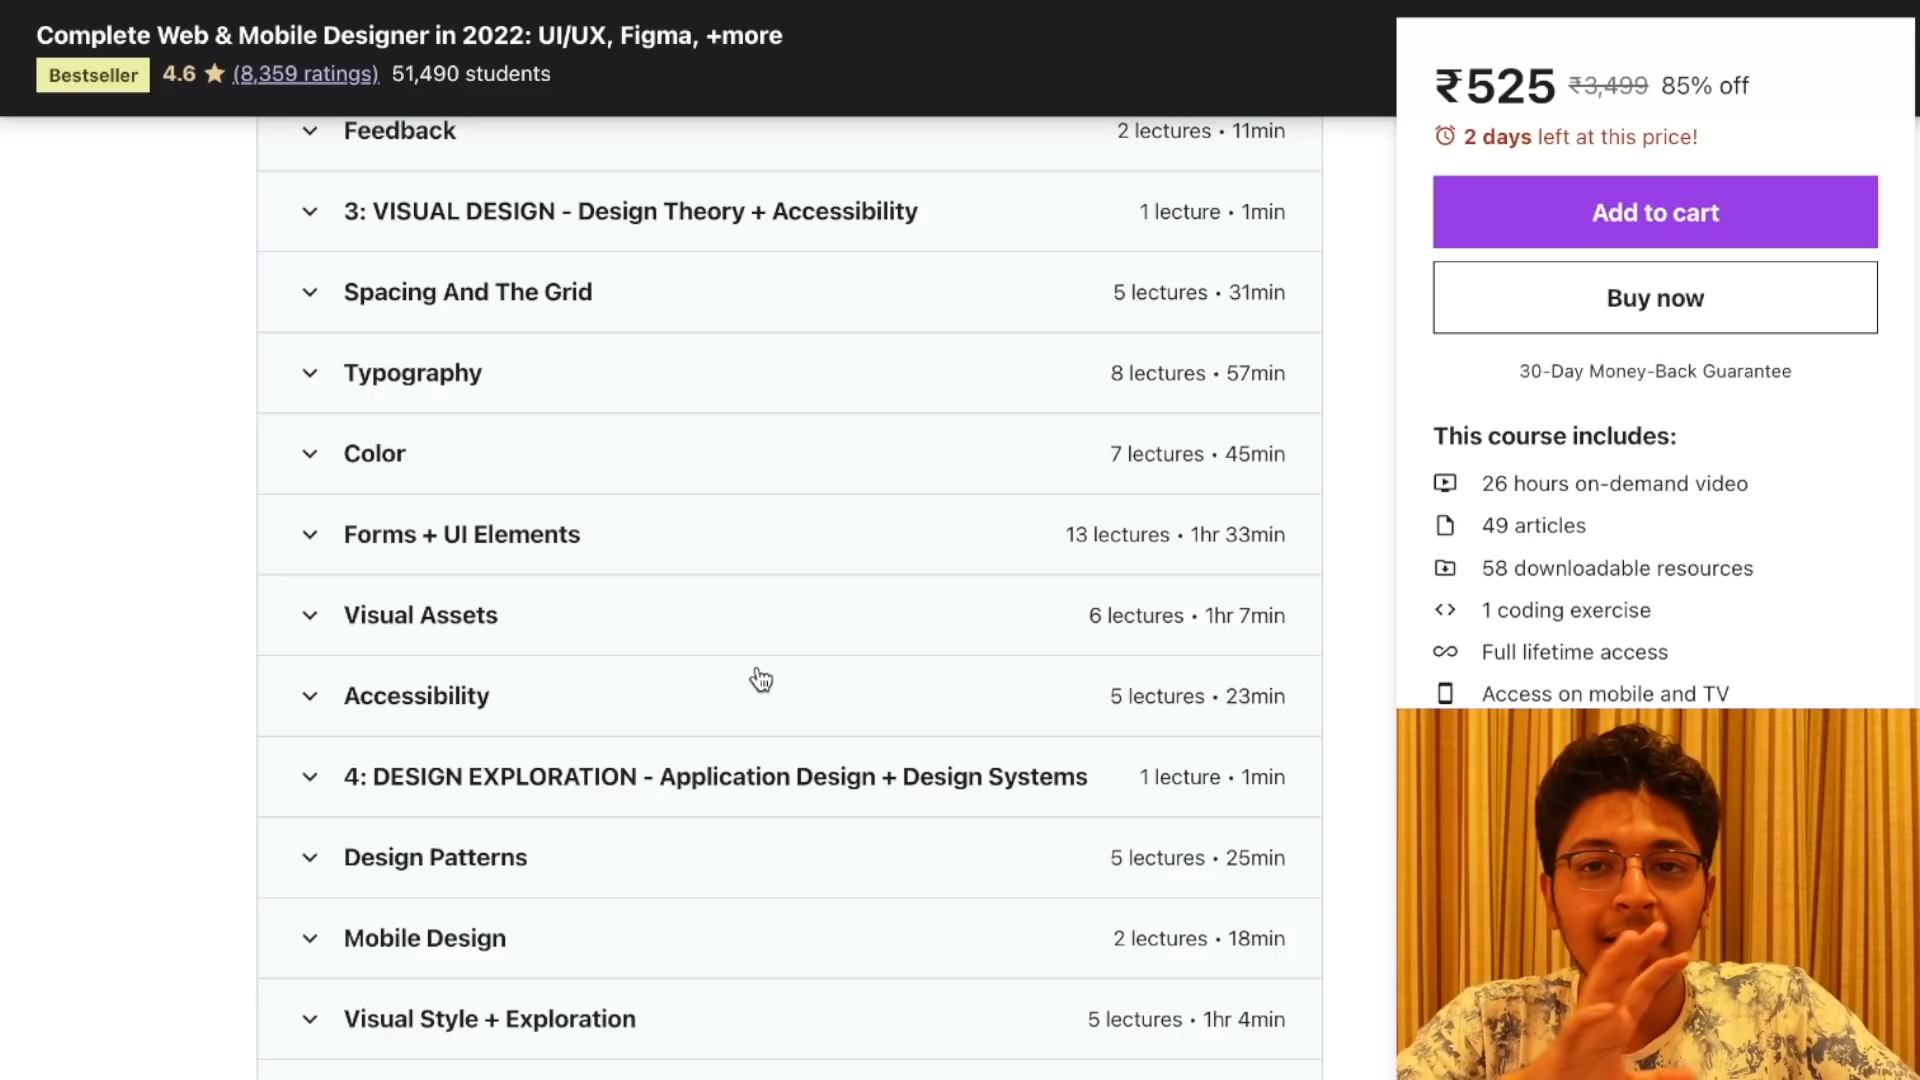 Complete Web & Mobile Designer in 2022: UI/UX, Figma, +more
Bestseller 4.6 (8,359 ratings) 51,490 students
Feedback 2 lectures • 11min
3: VISUAL DESIGN - Design Theory + Accessibility 1 lecture • 1min
Spacing And The Grid 5 lectures • 31min
Typography 8 lectures • 57min
Color 7 lectures • 45min
Forms + UI Elements 13 lectures • 1hr 33min
Visual Assets 6 lectures • 1hr 7min
Accessibility 5 lectures • 23min
4: DESIGN EXPLORATION - Application Design + Design Systems 1 lecture • 1min
Design Patterns 5 lectures • 25min
Mobile Design 2 lectures • 18min
Visual Style + Exploration 5 lectures • 1hr 4min
₹525 ₹3,499 85% off
2 days left at this price!
Add to cart
Buy now
30-Day Money-Back Guarantee
This course includes:
26 hours on-demand video
49 articles
58 downloadable resources
1 coding exercise
Full lifetime access
Access on mobile and TV